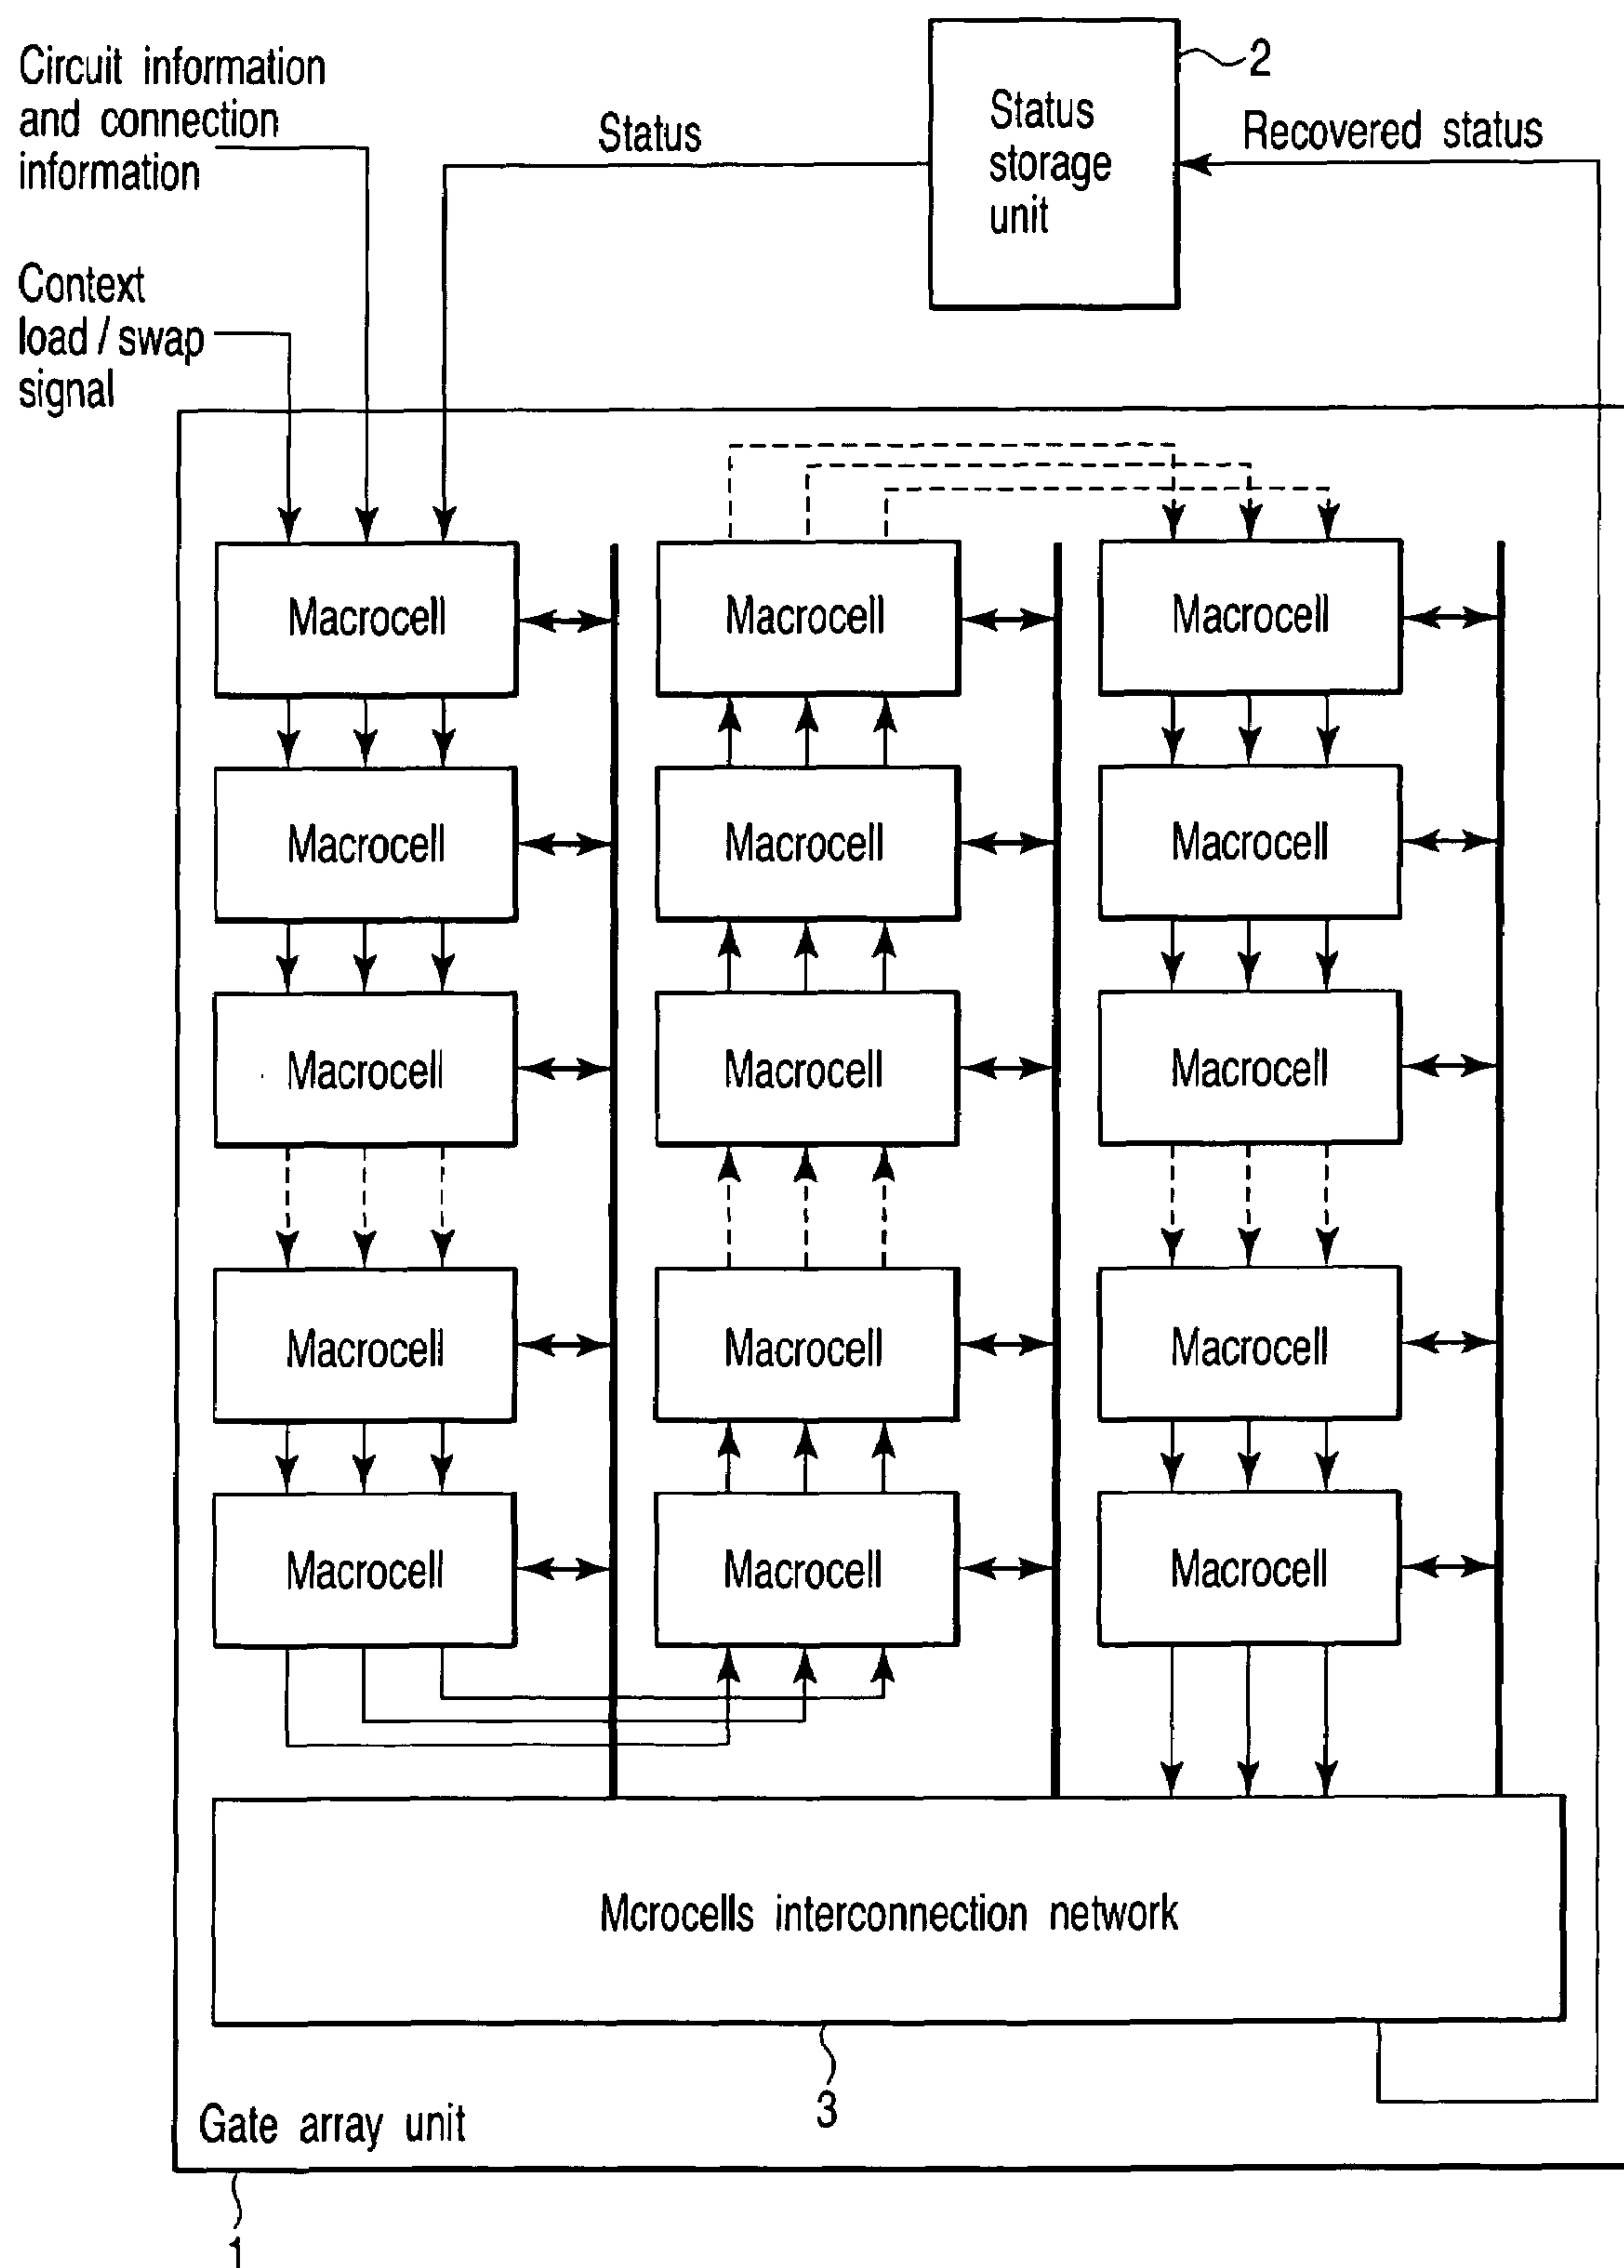 Circuit information
and connection
information
Status
Status
storage
unit
2
Recovered status
Context
load / swap
signal
Macrocell Macrocell Macrocell
Macrocell Macrocell Macrocell
Macrocell Macrocell Macrocell
Macrocell Macrocell Macrocell
Macrocell Macrocell Macrocell
Mcrocells interconnection network
3
Gate array unit
1